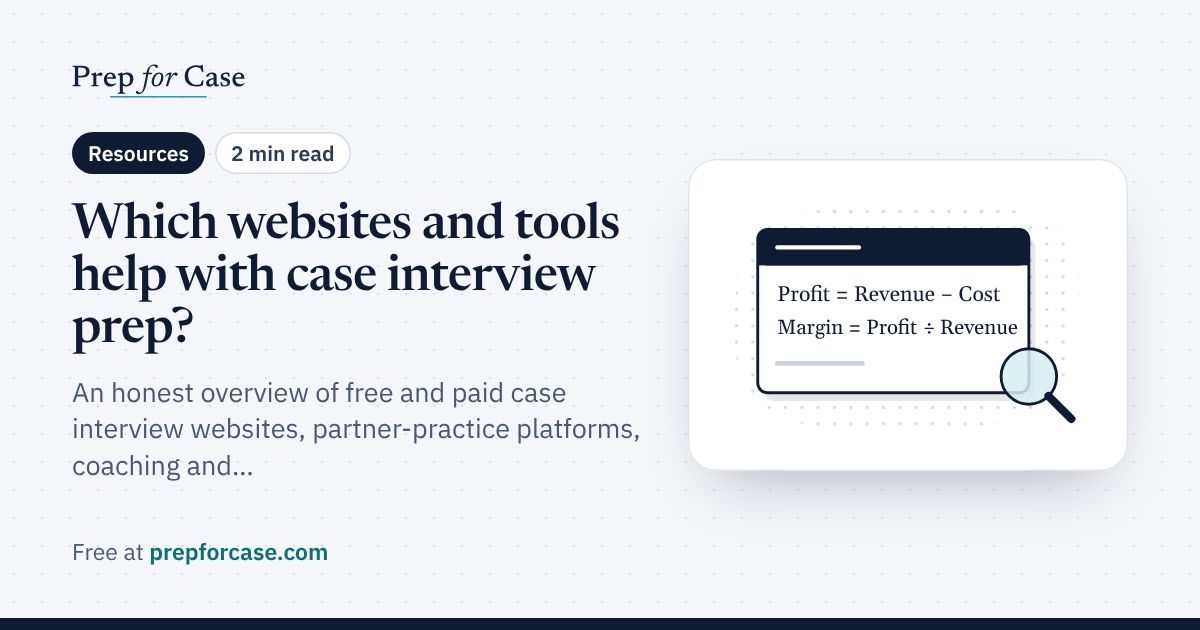 Prep for Case
Resources
2 min read
Which websites and tools
help with case interview
prep?
An honest overview of free and paid case
interview websites, partner-practice platforms,
coaching and…
Free at prepforcase.com
Profit = Revenue − Cost
Margin = Profit ÷ Revenue